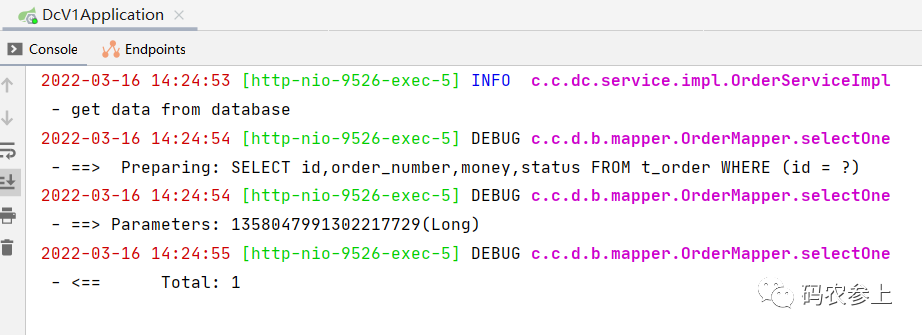 DcV1Application
Console Endpoints
2022-03-16 14:24:53 [http-nio-9526-exec-5] INFO  c.c.dc.service.impl.OrderServiceImpl
 - get data from database
2022-03-16 14:24:54 [http-nio-9526-exec-5] DEBUG c.c.d.b.mapper.OrderMapper.selectOne
 - ==>  Preparing: SELECT id,order_number,money,status FROM t_order WHERE (id = ?)
2022-03-16 14:24:54 [http-nio-9526-exec-5] DEBUG c.c.d.b.mapper.OrderMapper.selectOne
 - ==> Parameters: 1358047991302217729(Long)
2022-03-16 14:24:55 [http-nio-9526-exec-5] DEBUG c.c.d.b.mapper.OrderMapper.selectOne
 - <==      Total: 1
码农参上